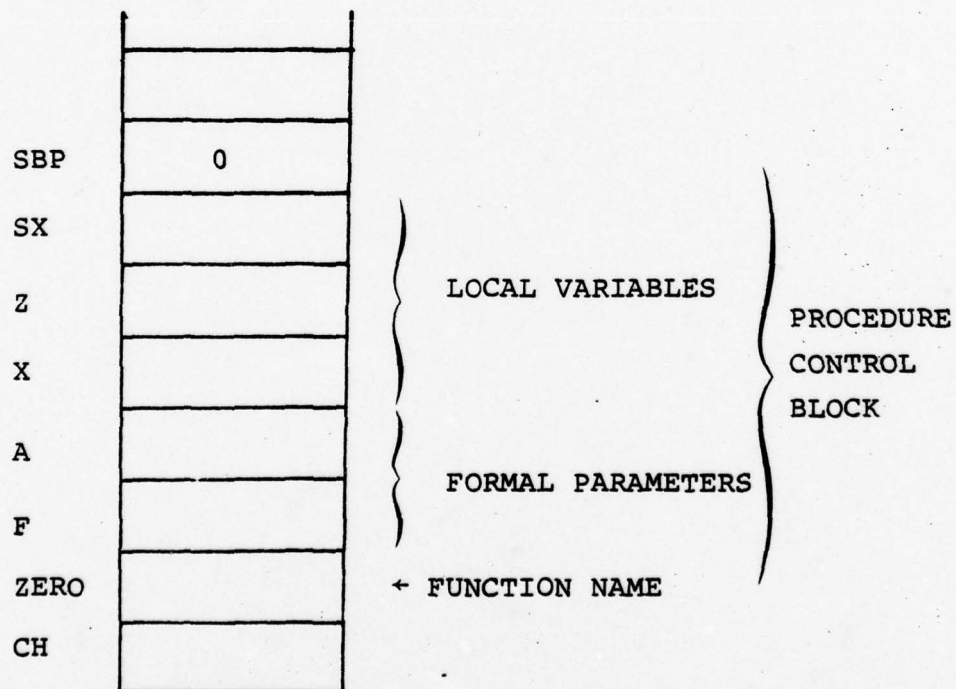 SBP 0
SX
Z LOCAL VARIABLES
PROCEDURE
X CONTROL
BLOCK
A
FORMAL PARAMETERS
F
ZERO ← FUNCTION NAME
CH